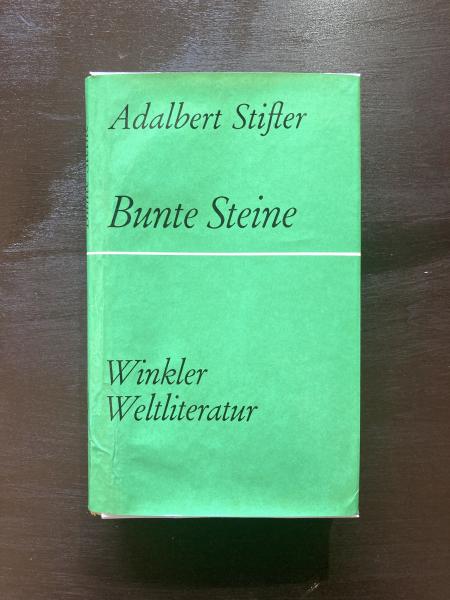 Adalbert Stifter
Bunte Steine
Winkler
Weltliteratur